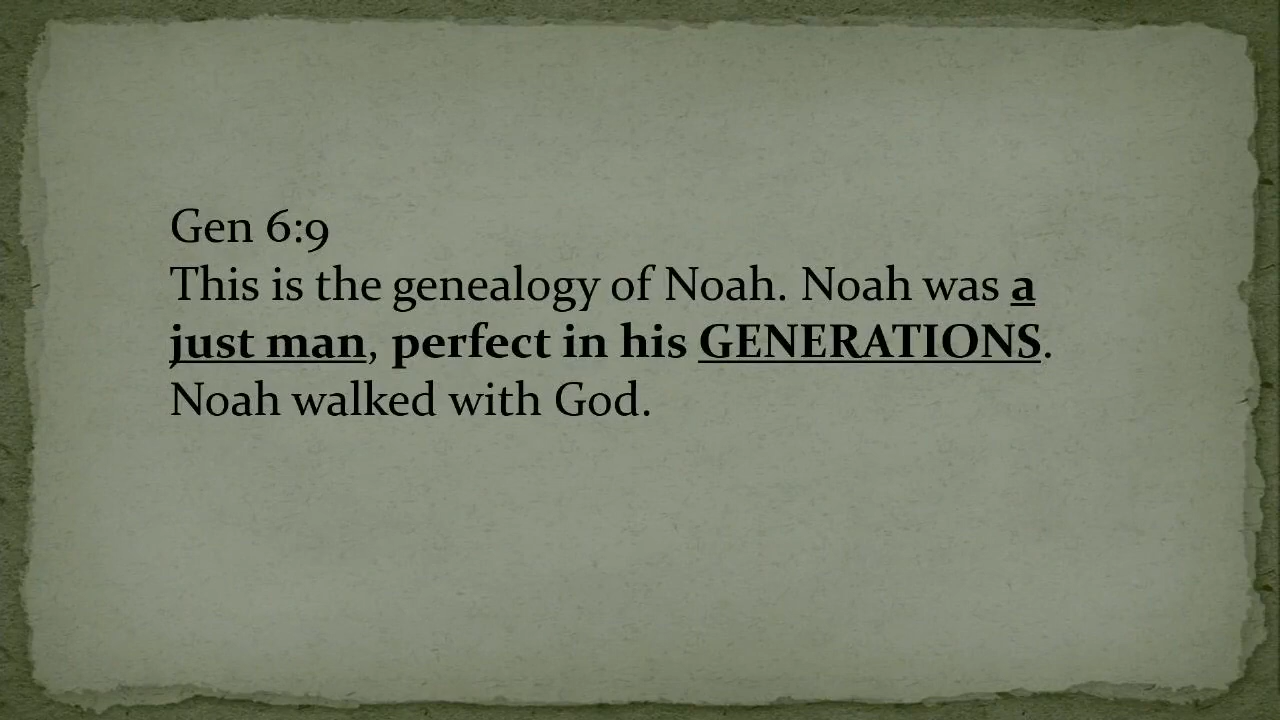 Gen 6:9
This is the genealogy of Noah. Noah was a
just man, perfect in his GENERATIONS.
Noah walked with God.